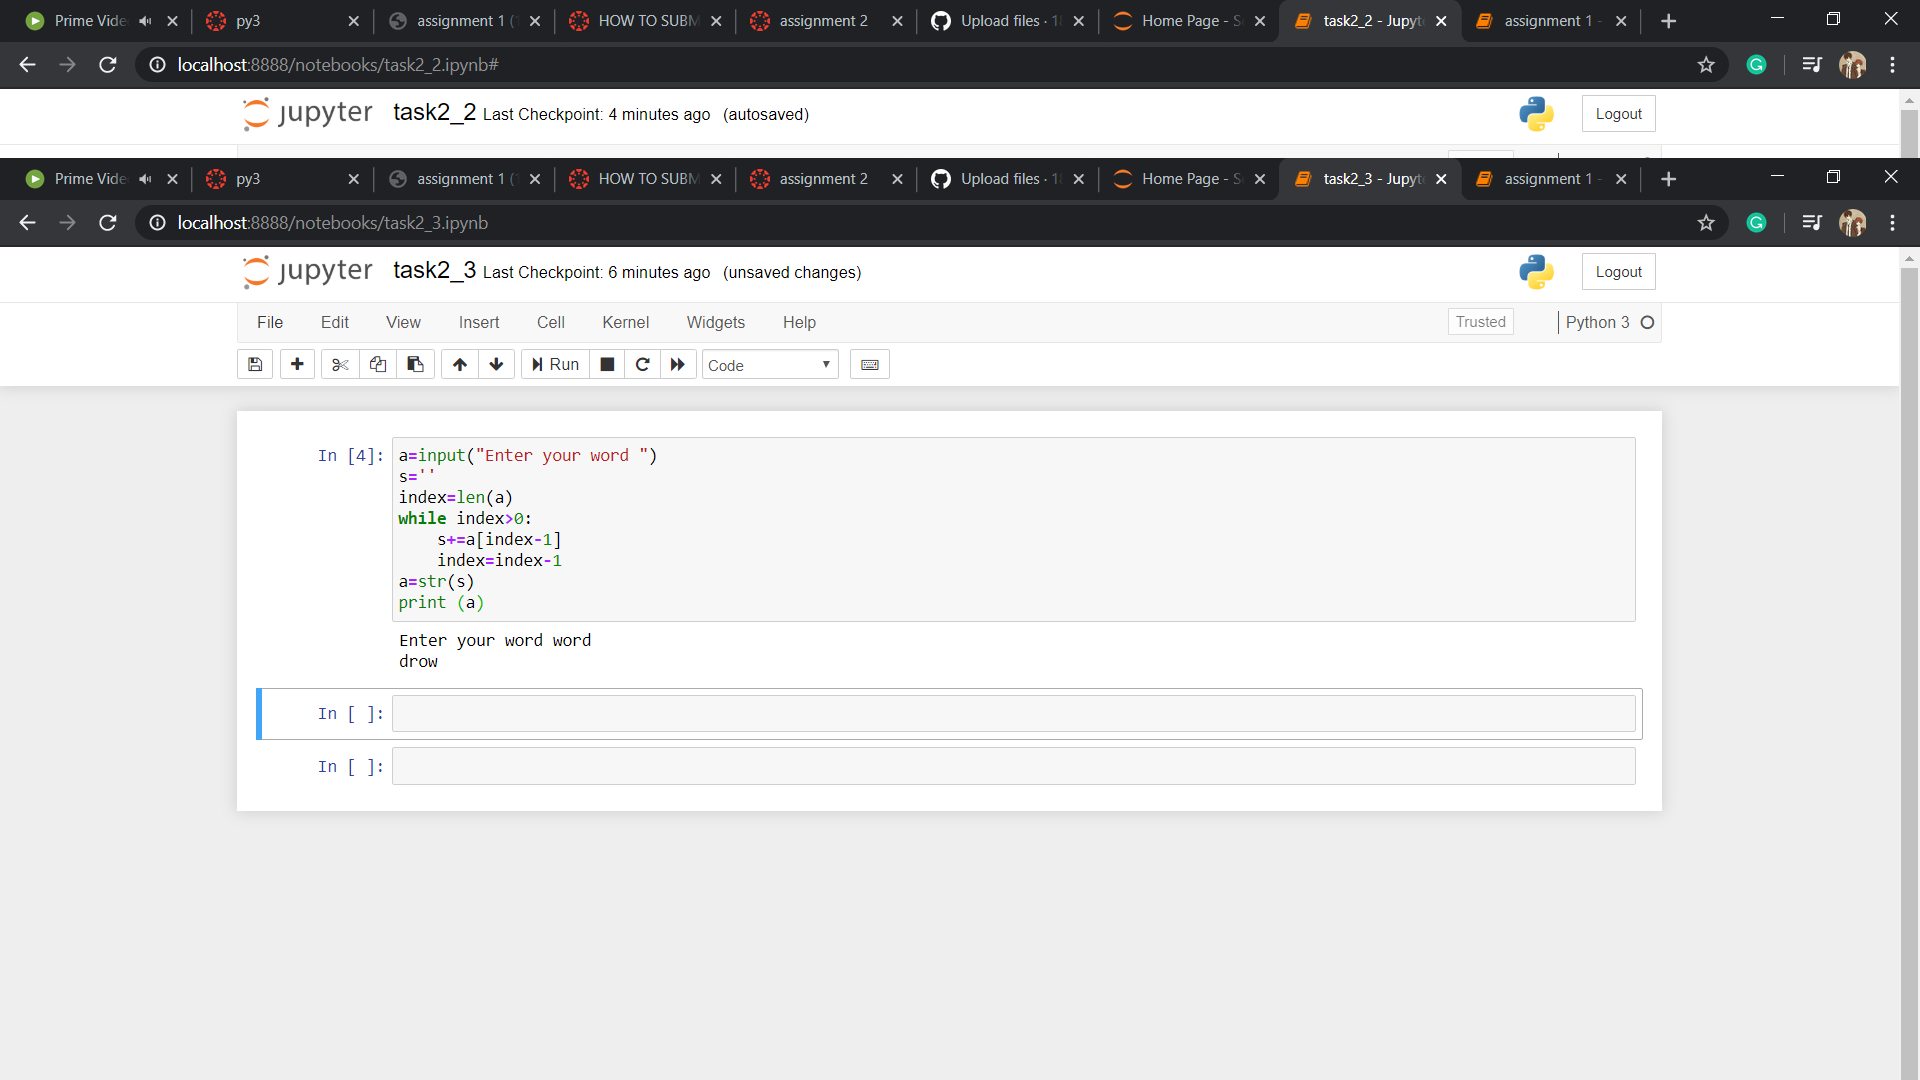 Prime Vide py3 assignment 1 ( HOW TO SUBM assignment 2 Upload files · 18 Home Page - S task2_2 - Jupyt assignment 1 -
localhost:8888/notebooks/task2_2.ipynb#
jupyter task2_2 Last Checkpoint: 4 minutes ago (autosaved) Logout
Prime Vide py3 assignment 1 ( HOW TO SUBM assignment 2 Upload files · 18 Home Page - S task2_3 - Jupyt assignment 1 -
localhost:8888/notebooks/task2_3.ipynb
jupyter task2_3 Last Checkpoint: 6 minutes ago (unsaved changes) Logout
File Edit View Insert Cell Kernel Widgets Help Trusted Python 3
Run Code
In [4]: a=input("Enter your word ")
s=''
index=len(a)
while index>0:
    s+=a[index-1]
    index=index-1
a=str(s)
print (a)
Enter your word word
drow
In [ ]:
In [ ]: